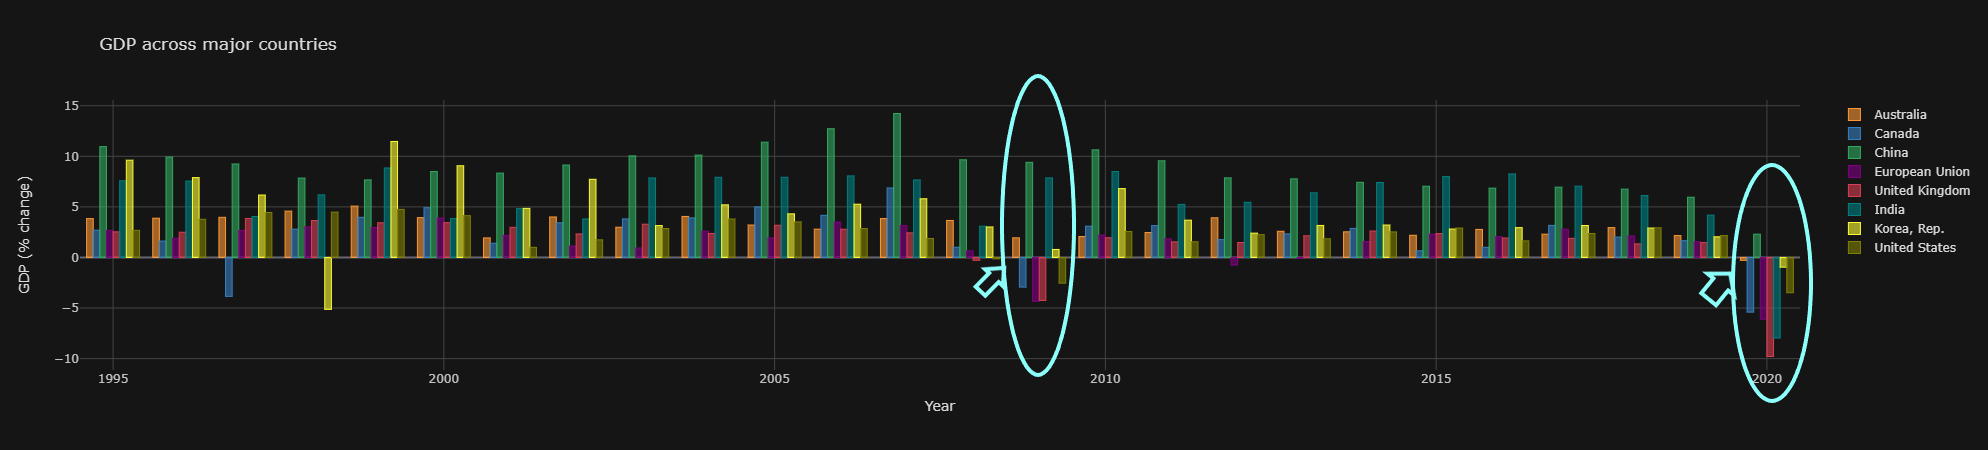 GDP across major countries
GDP (% change)
15
10
5
0
−5
−10
1995
2000
2005
2010
2015
2020
Year
Australia
Canada
China
European Union
United Kingdom
India
Korea, Rep.
United States